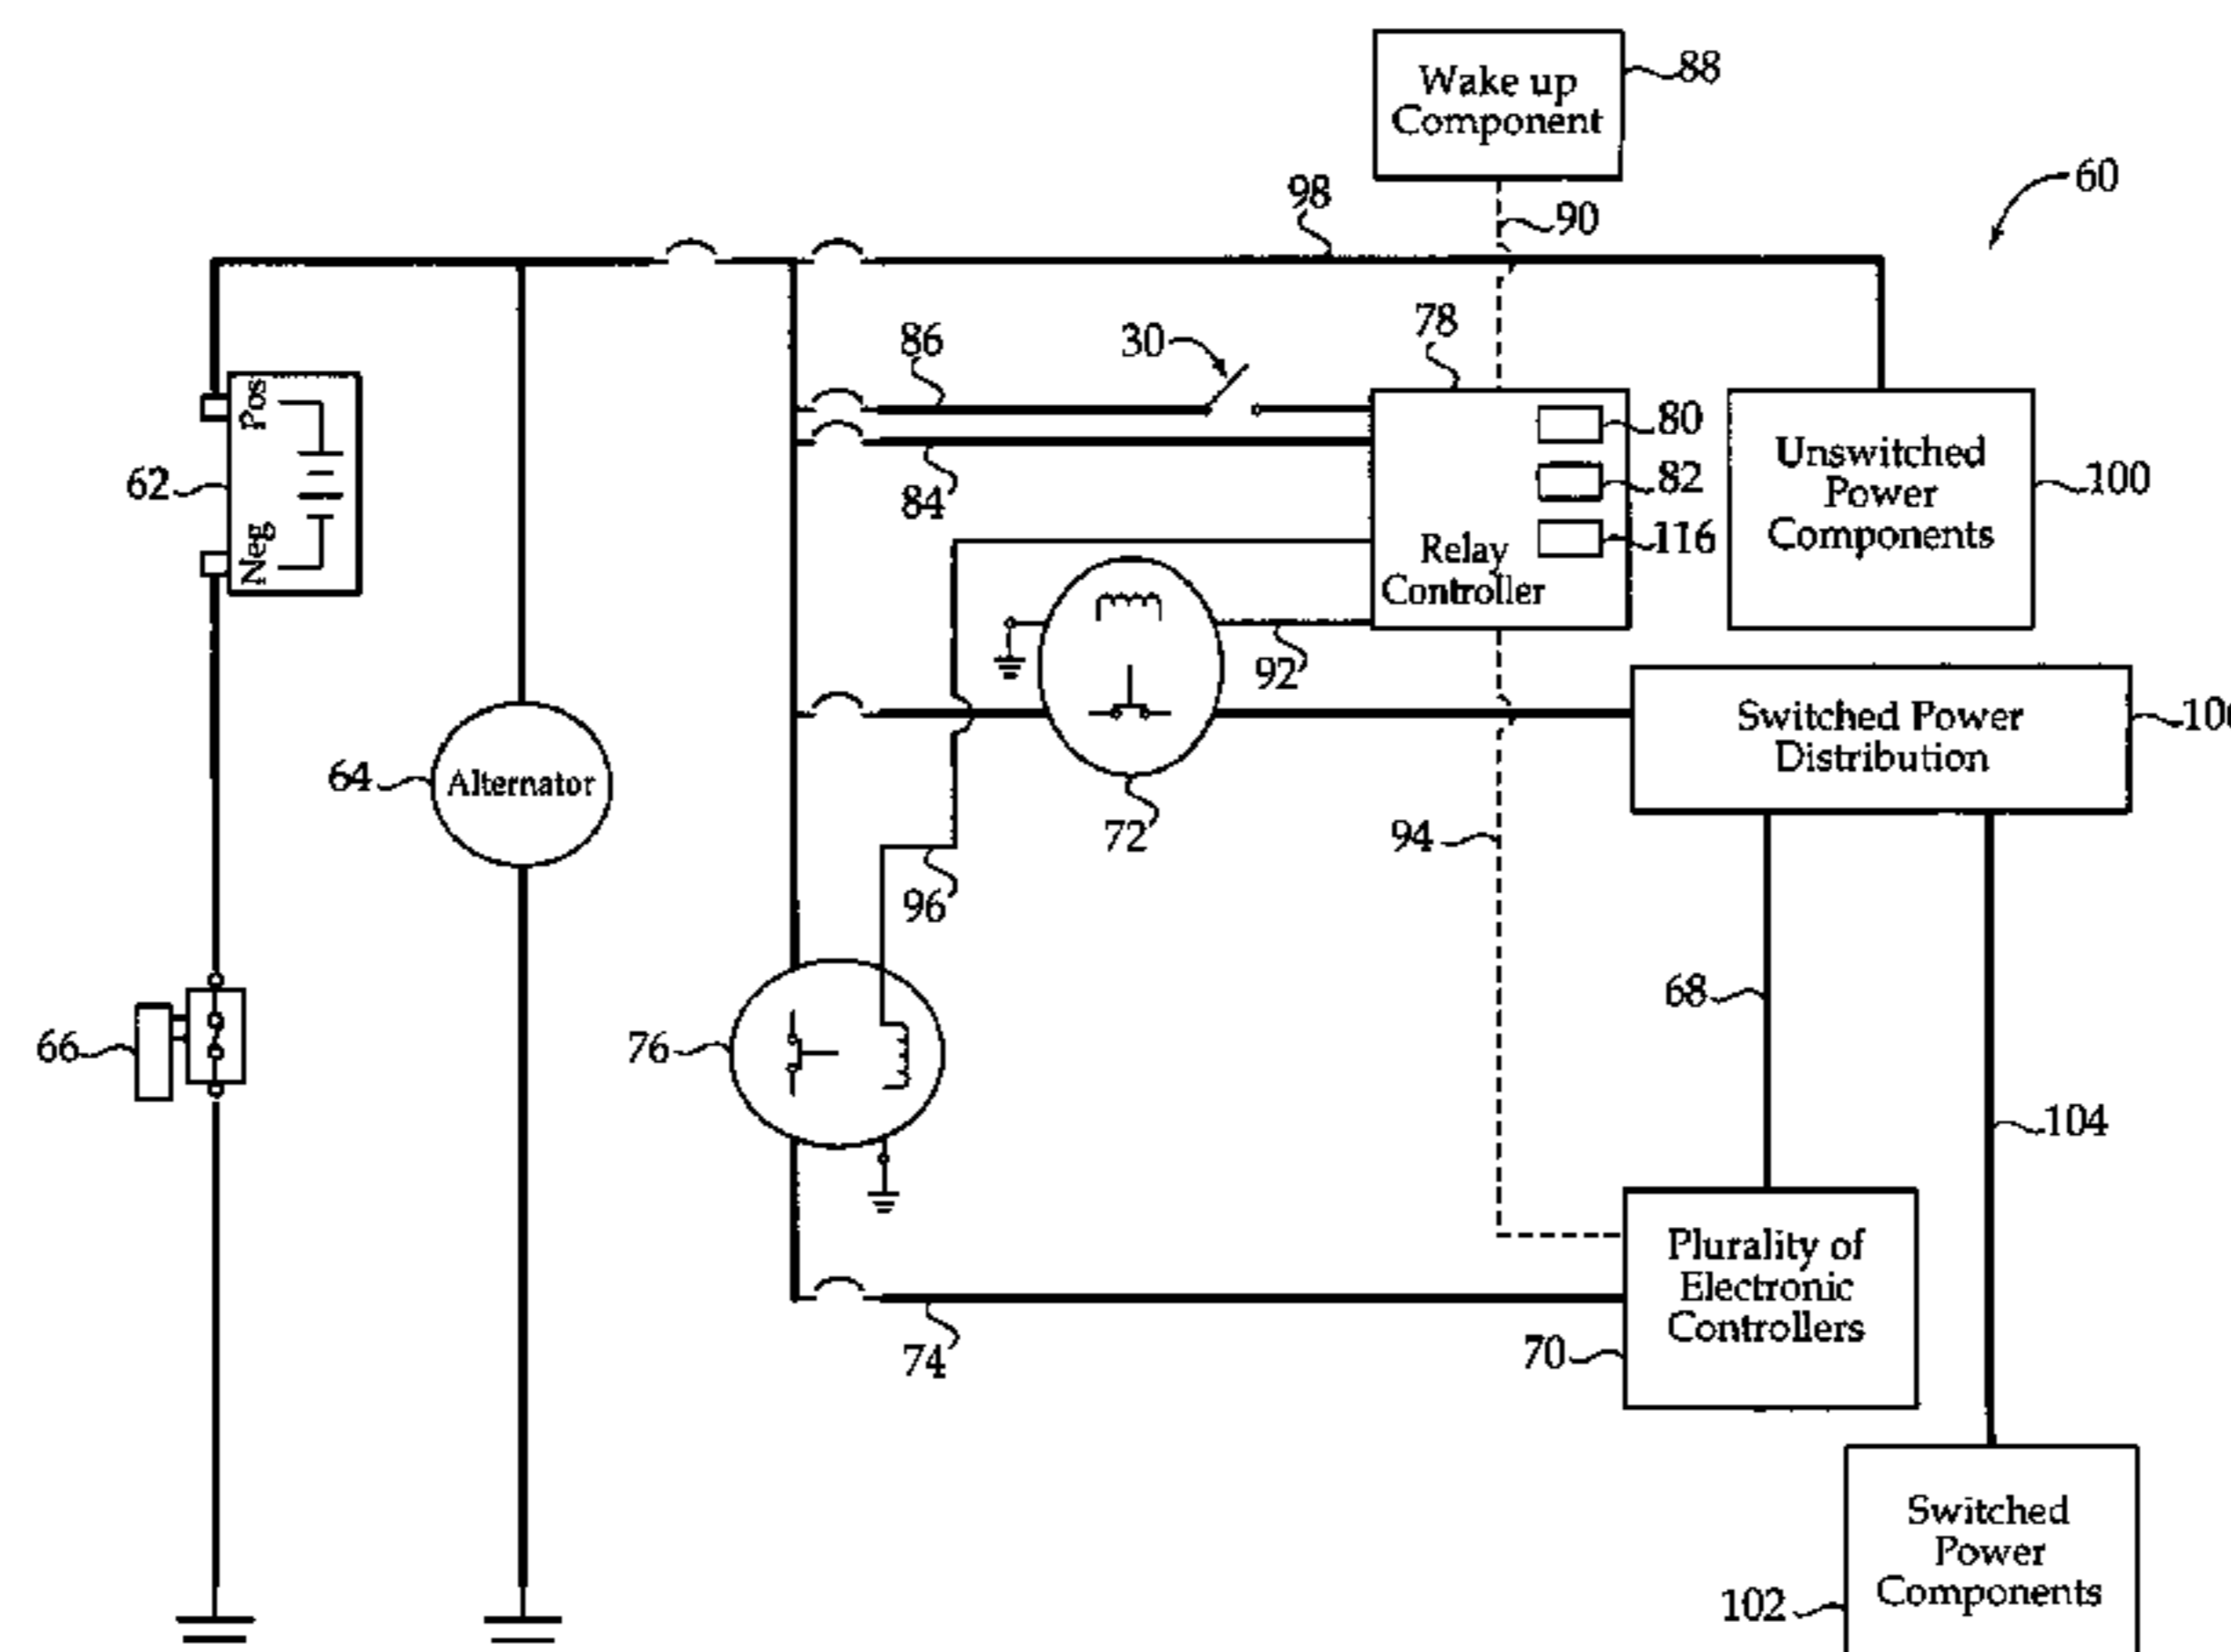 Wake up
Component
88
60
98
90
86
30
78
Pos
80
62
84
82
Unswitched
Power
Components
100
Neg
116
Relay
Controller
92
Switched Power
Distribution
64
Alternator
72
94
96
68
66
76
104
Plurality of
Electronic
Controllers
74
70
Switched
Power
Components
102